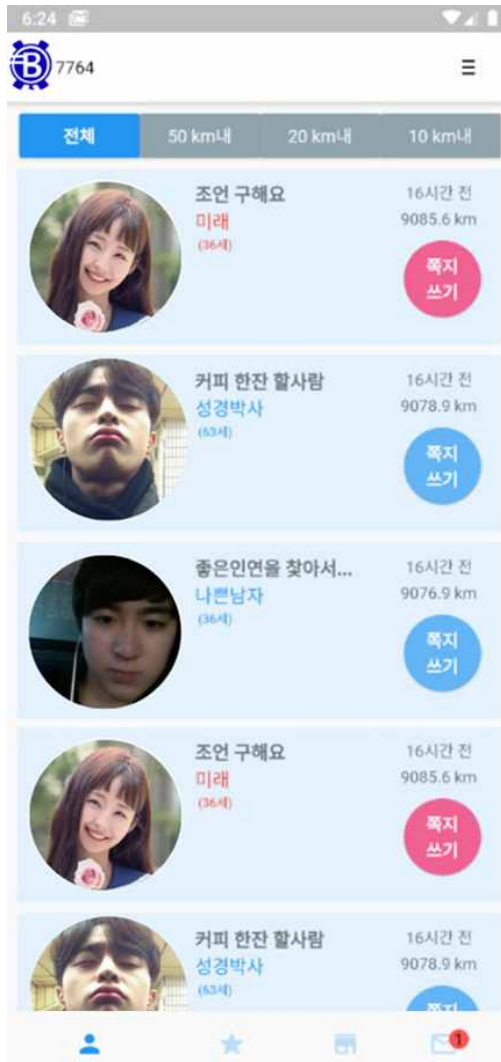 6:24
B 7764
전체 50 km내 20 km내 10 km내
조언 구해요 16시간 전
미래 9085.6 km
(36세)
쪽지
쓰기
커피 한잔 할사람 16시간 전
성경박사 9078.9 km
(63세)
쪽지
쓰기
좋은인연을 찾아서... 16시간 전
나쁜남자 9076.9 km
(36세)
쪽지
쓰기
조언 구해요 16시간 전
미래 9085.6 km
(36세)
쪽지
쓰기
커피 한잔 할사람 16시간 전
성경박사 9078.9 km
(63세)
쪽지
1